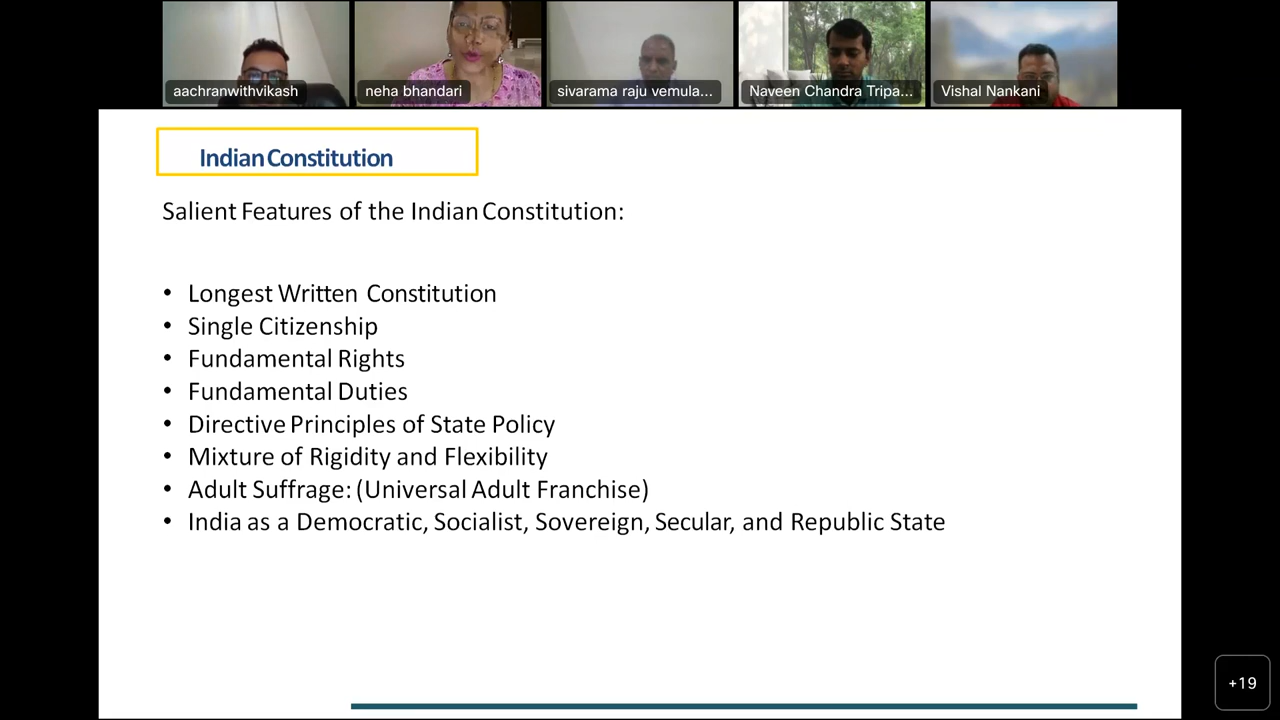 aachranwithvikash
neha bhandari
sivarama raju vemula...
Naveen Chandra Tripa...
Vishal Nankani
Indian Constitution
Salient Features of the Indian Constitution:
• Longest Written Constitution
• Single Citizenship
• Fundamental Rights
• Fundamental Duties
• Directive Principles of State Policy
• Mixture of Rigidity and Flexibility
• Adult Suffrage: (Universal Adult Franchise)
• India as a Democratic, Socialist, Sovereign, Secular, and Republic State
+19